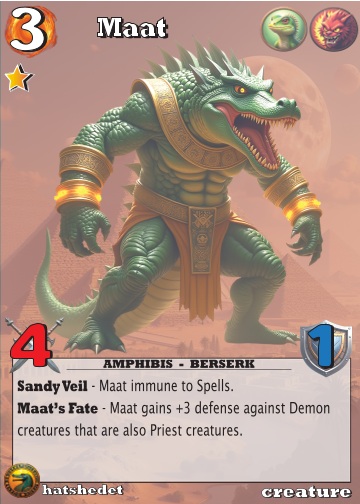 3 Maat
4 1
AMPHIBIS - BERSERK
Sandy Veil - Maat immune to Spells.
Maat's Fate - Maat gains +3 defense against Demon
creatures that are also Priest creatures.
hatshedet creature